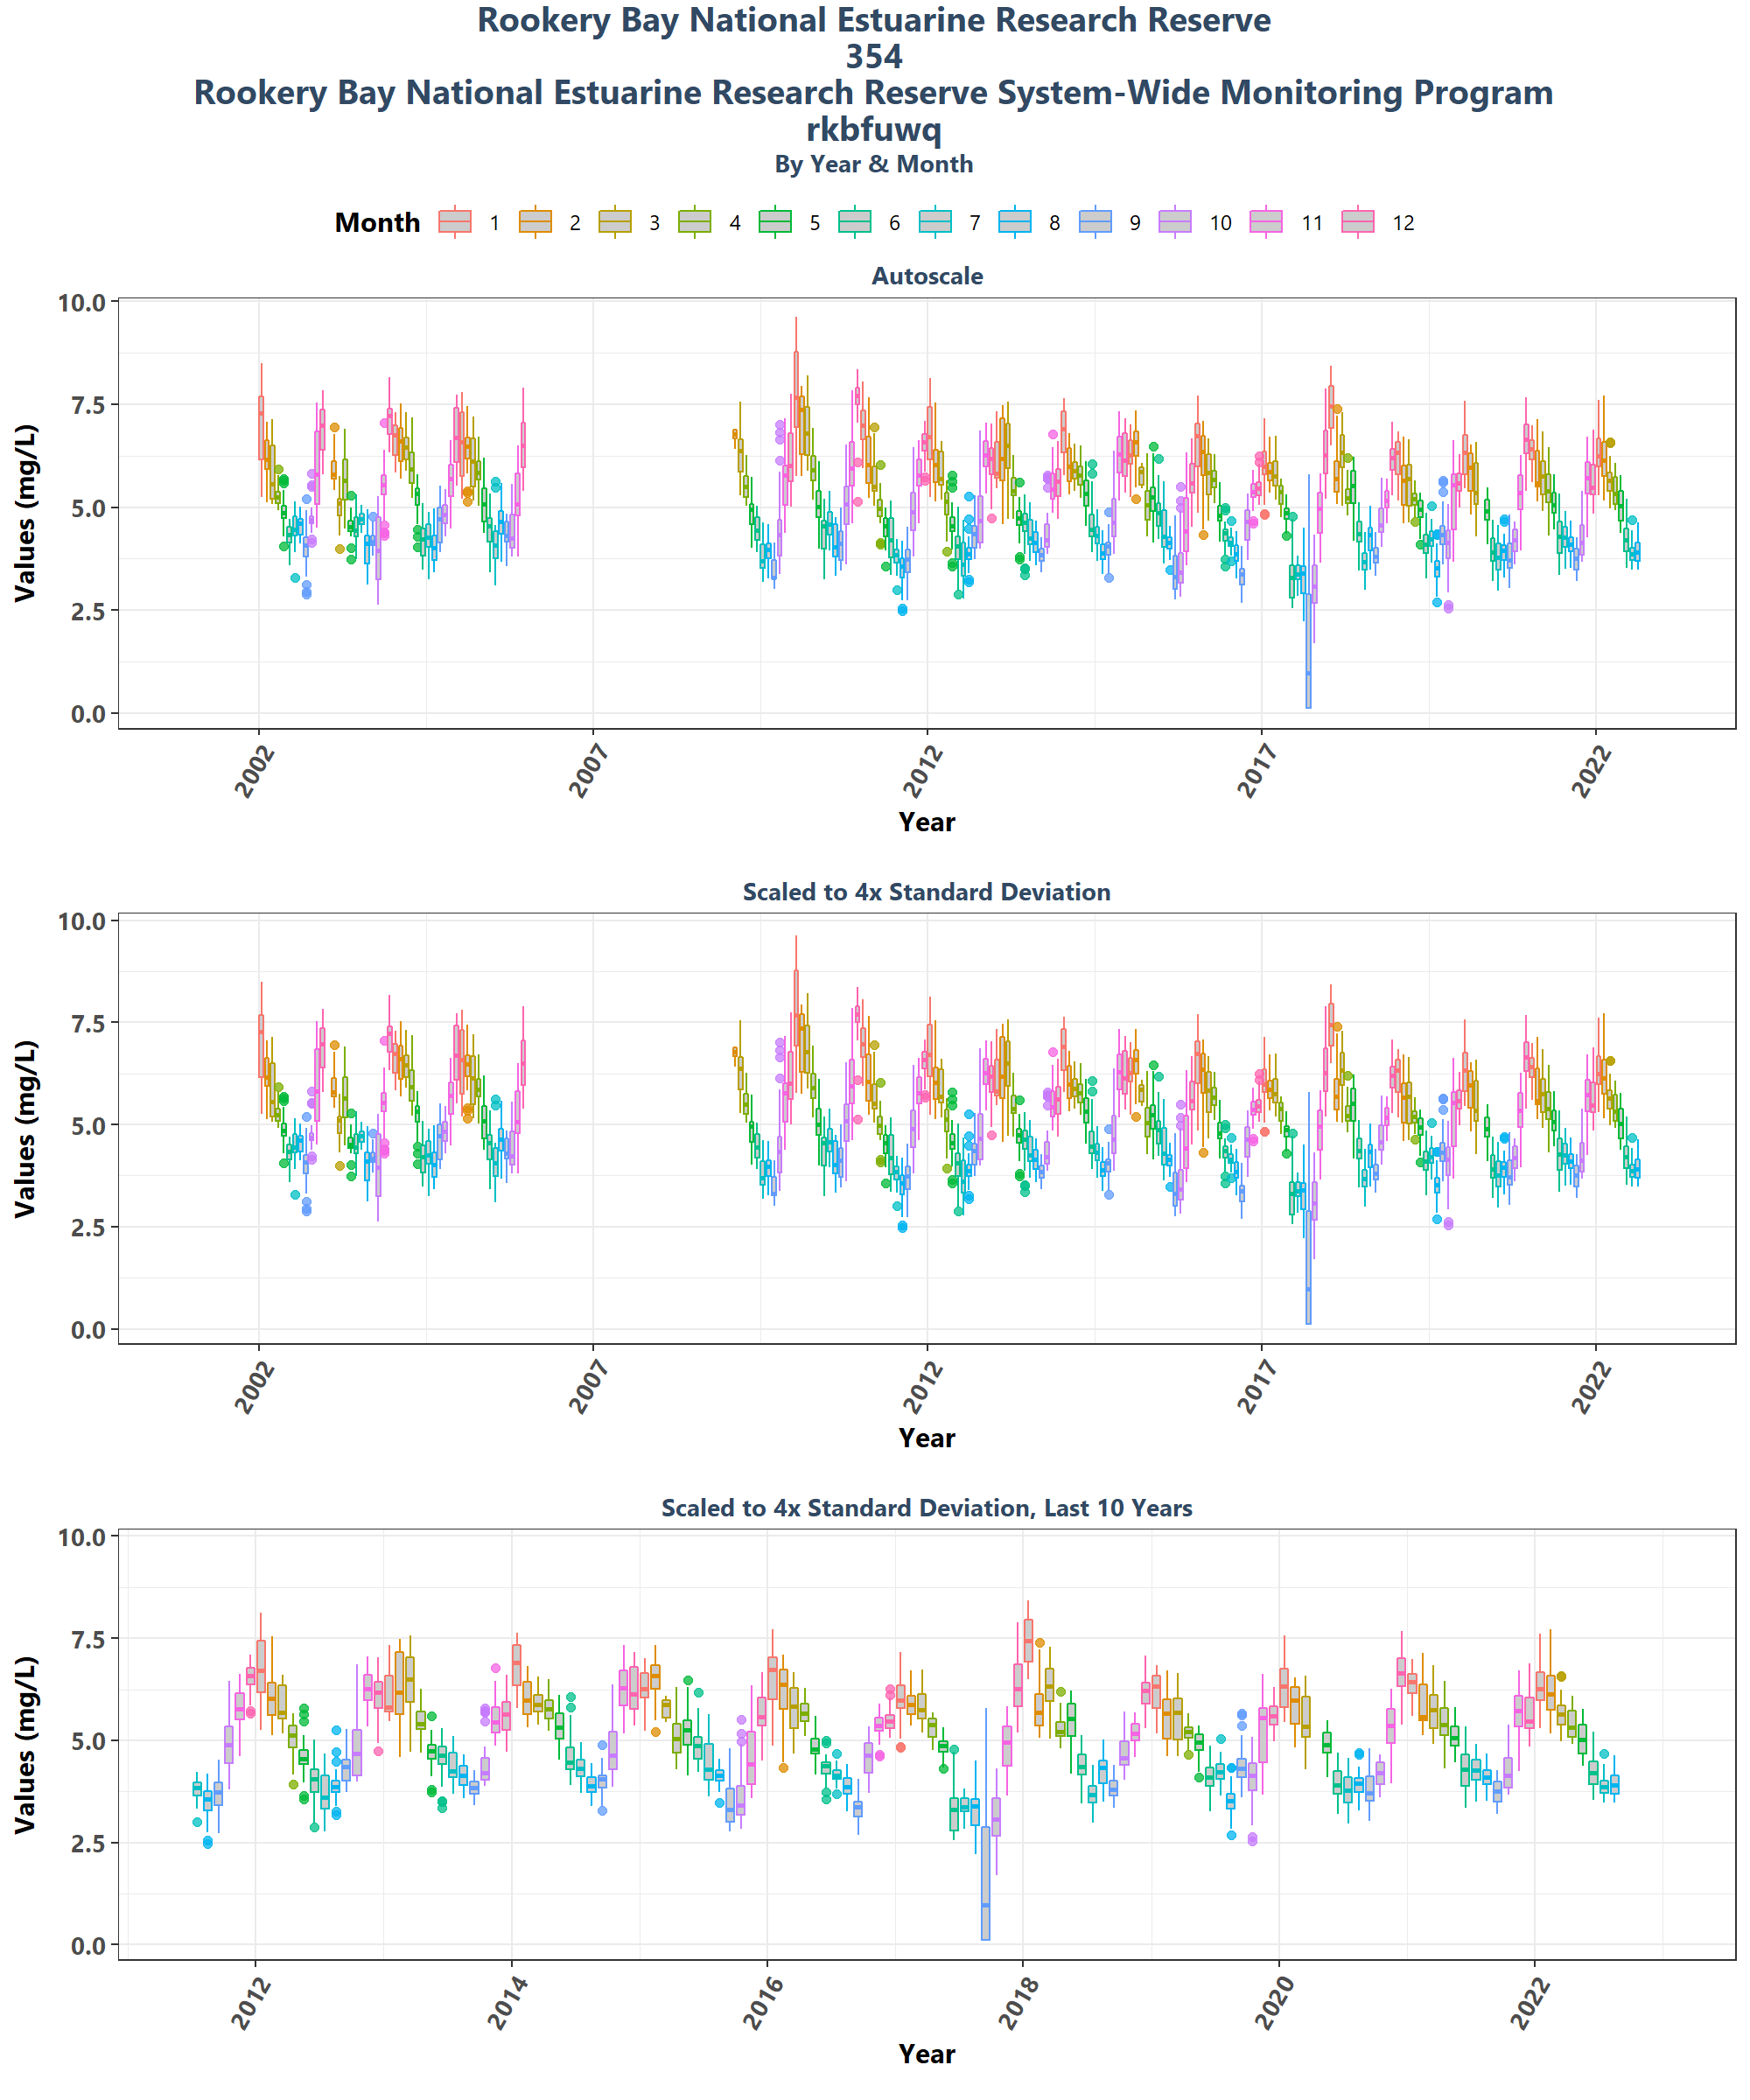 Rookery Bay National Estuarine Research Reserve
354
Rookery Bay National Estuarine Research Reserve System-Wide Monitoring Program
rkbfuwq
By Year & Month
Month 1 2 3 4 5 6 7 8 9 10 11 12
Autoscale
Values (mg/L)
10.0
7.5
5.0
2.5
0.0
2002 2007 2012 2017 2022
Year
Scaled to 4x Standard Deviation
Values (mg/L)
10.0
7.5
5.0
2.5
0.0
2002 2007 2012 2017 2022
Year
Scaled to 4x Standard Deviation, Last 10 Years
Values (mg/L)
10.0
7.5
5.0
2.5
0.0
2012 2014 2016 2018 2020 2022
Year